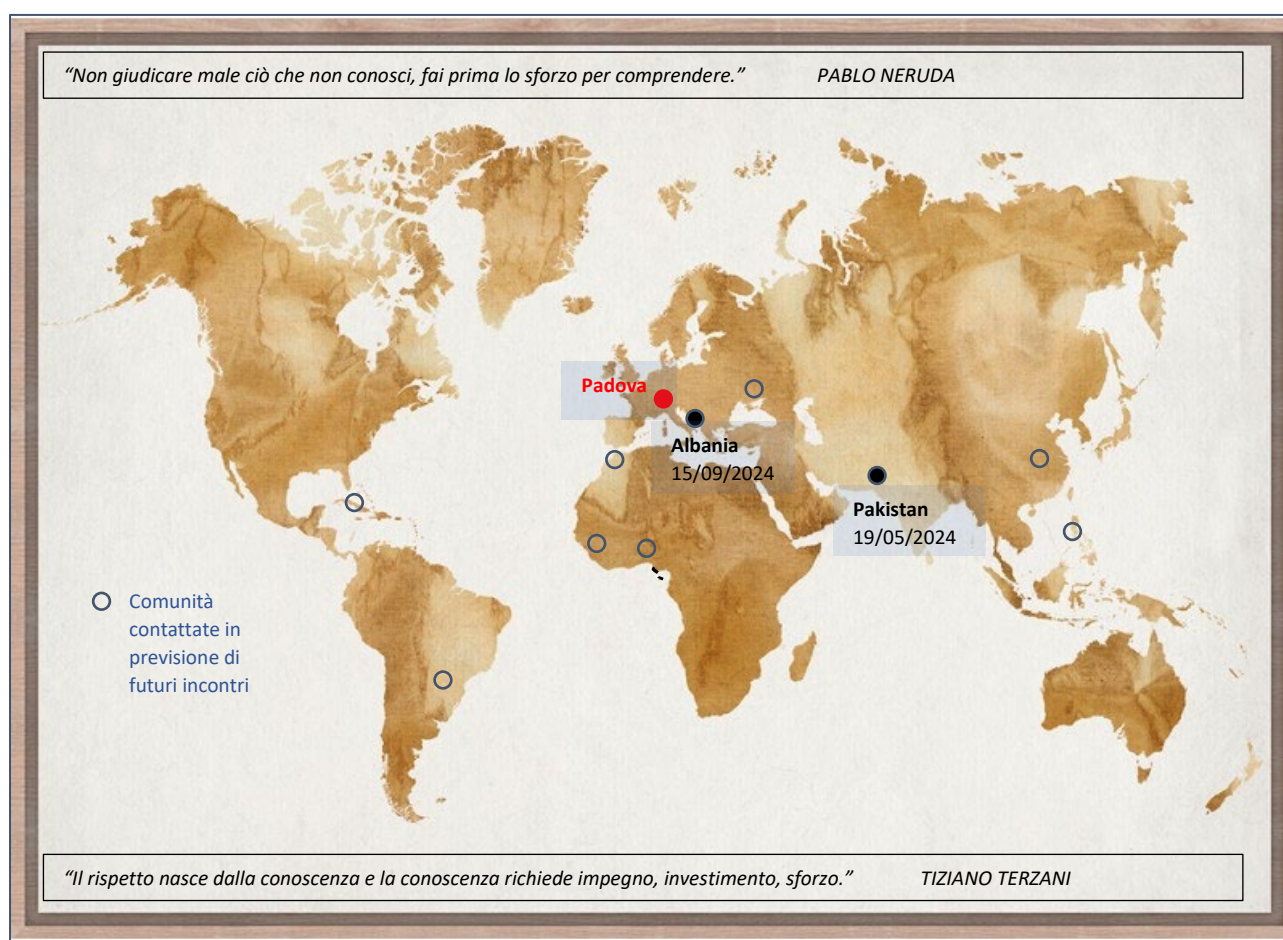 “Non giudicare male ciò che non conosci, fai prima lo sforzo per comprendere.” PABLO NERUDA
Padova
Albania
15/09/2024
Pakistan
19/05/2024
Comunità
contattate in
previsione di
futuri incontri
“Il rispetto nasce dalla conoscenza e la conoscenza richiede impegno, investimento, sforzo.” TIZIANO TERZANI